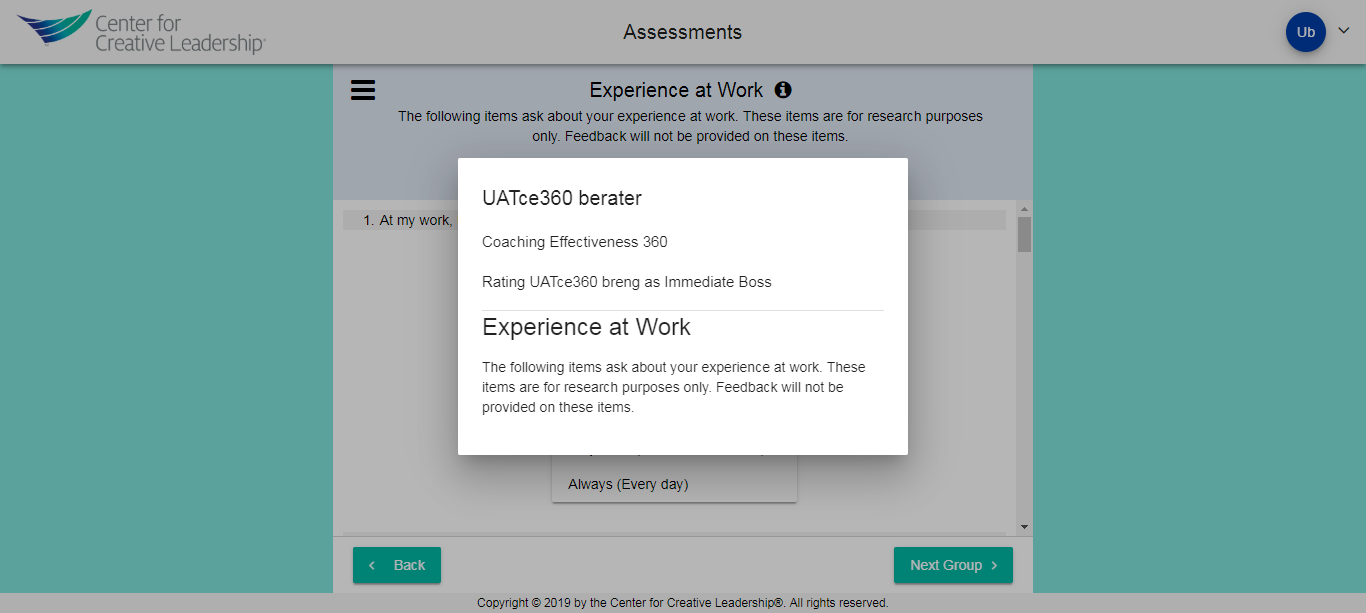 Center for
Creative Leadership®
Assessments
Ub
Experience at Work
The following items ask about your experience at work. These items are for research purposes
only. Feedback will not be provided on these items.
1. At my work,
UATce360 berater
Coaching Effectiveness 360
Rating UATce360 breng as Immediate Boss
Experience at Work
The following items ask about your experience at work. These
items are for research purposes only. Feedback will not be
provided on these items.
Always (Every day)
Back
Next Group
Copyright © 2019 by the Center for Creative Leadership®. All rights reserved.